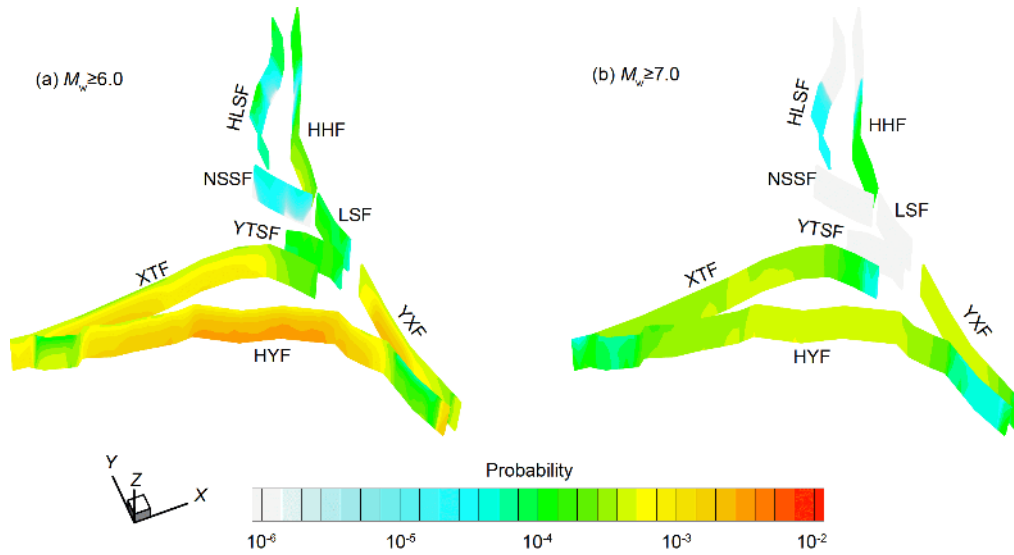 (a) Mw≥6.0
HLSF
HHF
NSSF
LSF
YTSF
XTF
YXF
HYF
(b) Mw≥7.0
HLSF
HHF
NSSF
LSF
YTSF
XTF
YXF
HYF
Y
Z
X
Probability
10-6 10-5 10-4 10-3 10-2